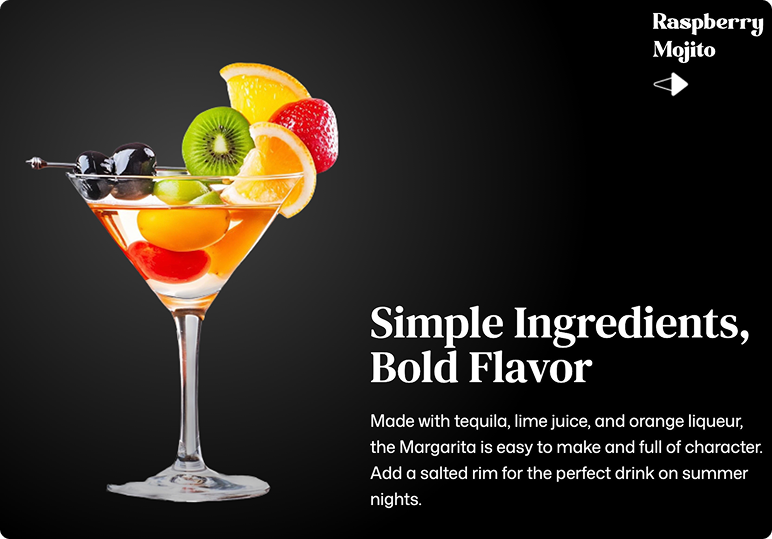 Raspberry
Mojito
Simple Ingredients,
Bold Flavor
Made with tequila, lime juice, and orange liqueur,
the Margarita is easy to make and full of character.
Add a salted rim for the perfect drink on summer
nights.